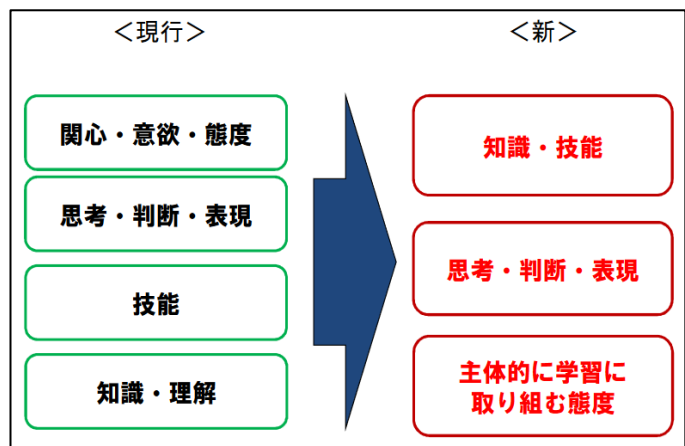 ＜現行＞
関心・意欲・態度
思考・判断・表現
技能
知識・理解
＜新＞
知識・技能
思考・判断・表現
主体的に学習に
取り組む態度